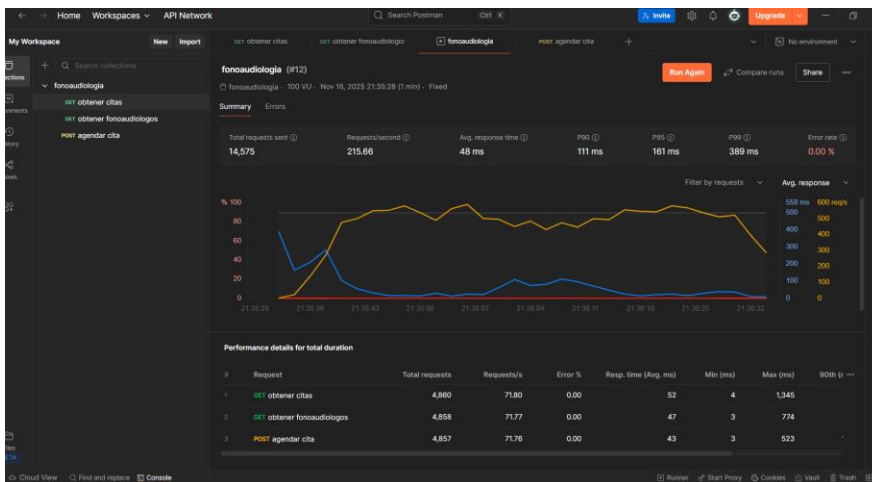 Home Workspaces API Network Search Postman Ctrl K Invite Upgrade
My Workspace New Import GET obtener citas GET obtener fonoaudiologor fonoaudiologia POST agendar cita No environment
Search collections
fonoaudiologia
GET obtener citas
GET obtener fonoaudiologos
POST agendar cita
fonoaudiologia (#12) Run Again Compare runs Share
fonoaudiologia · 100 VU · Nov 16, 2025 21:35:28 (1 min) · Fixed
Summary Errors
Total requests sent Requests/second Avg. response time P90 P95 P99 Error rate
14,575 215.66 48 ms 111 ms 161 ms 389 ms 0.00 %
Filter by requests Avg. response
% 100 558 ms 600 req/s
500
80 500
400 400
60
300 300
40
200 200
20
100 100
0 0 0
21:35:29 21:35:36 21:35:43 21:35:50 21:35:57 21:36:04 21:36:11 21:36:18 21:36:25 21:36:32
Performance details for total duration
# Request Total requests Requests/s Error % Resp. time (Avg. ms) Min (ms) Max (ms) 90th (r
1 GET obtener citas 4,860 71.80 0.00 52 4 1,345
2 GET obtener fonoaudiologos 4,858 71.77 0.00 47 3 774
3 POST agendar cita 4,857 71.76 0.00 43 3 523
Cloud View Find and replace Console Runner Start Proxy Cookies Vault Trash